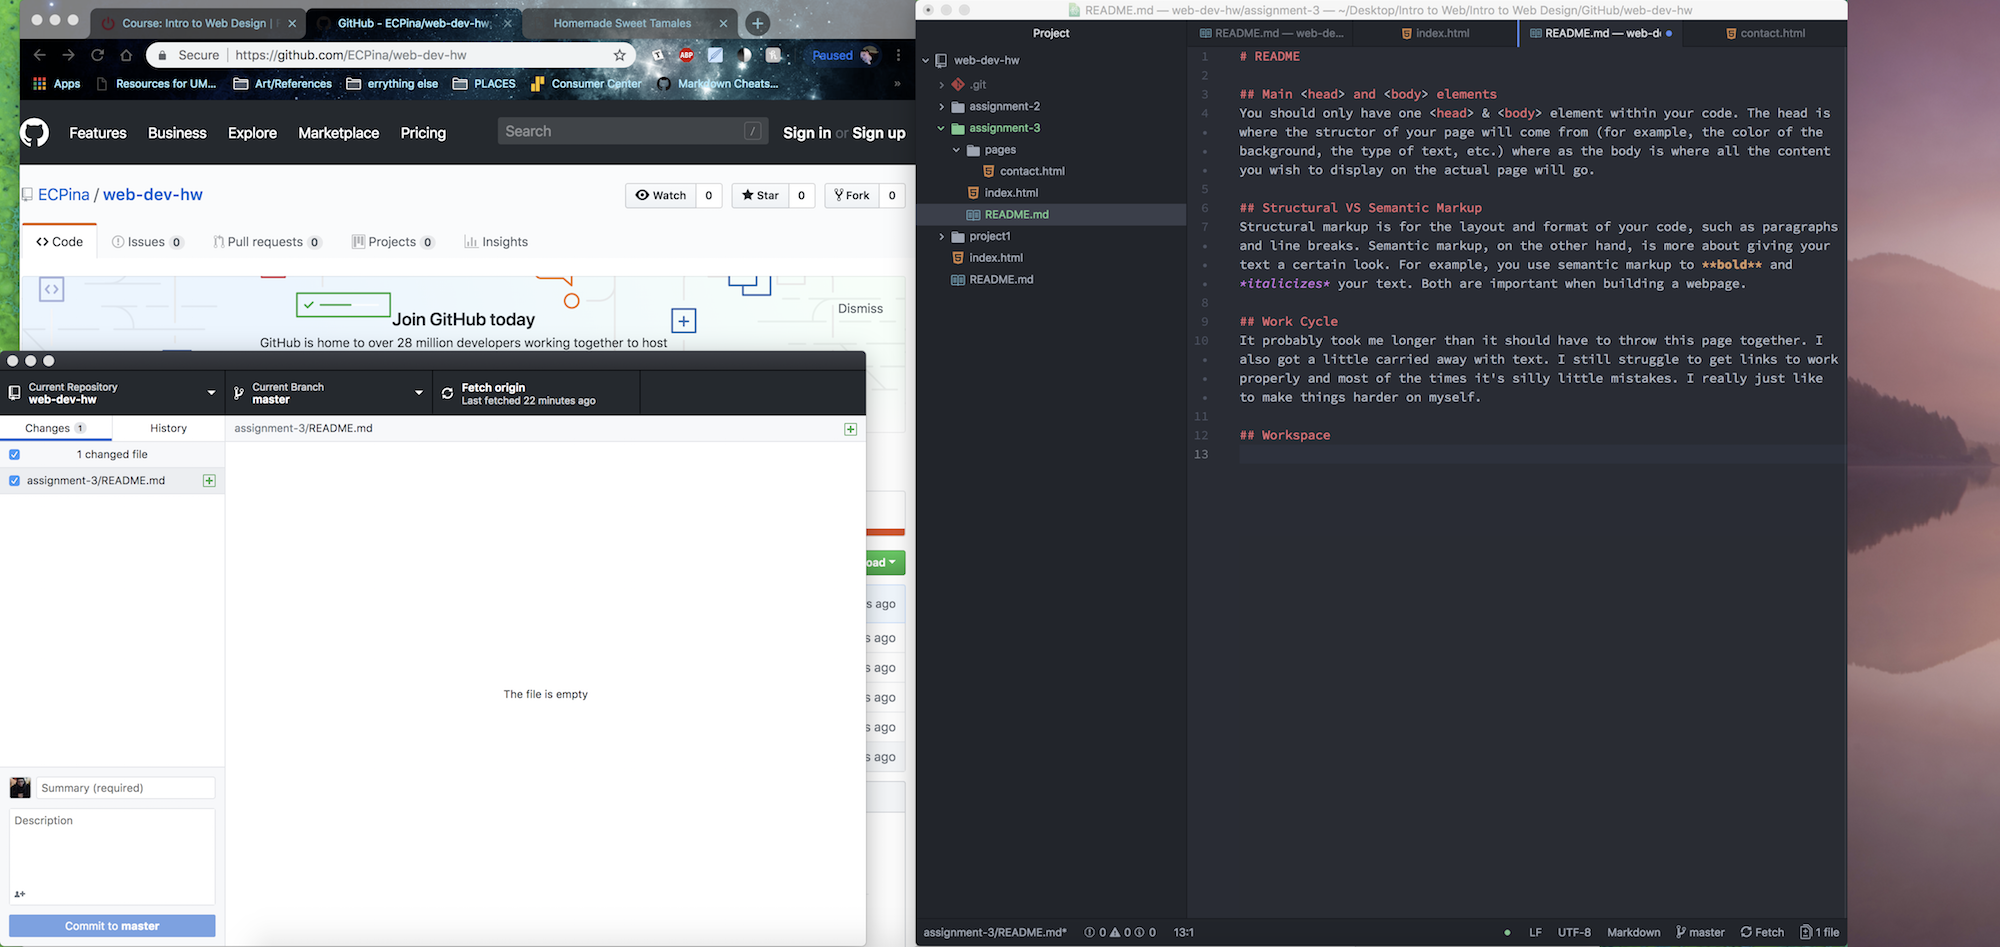 Course: Intro to Web Design |
GitHub - ECPina/web-dev-hw
Homemade Sweet Tamales
Secure
https://github.com/ECPina/web-dev-hw
ABP
Paused
Apps
Resources for UM...
Art/References
errything else
PLACES
Consumer Center
Markdown Cheats...
»
Features
Business
Explore
Marketplace
Pricing
Search
/
Sign in or Sign up
ECPina / web-dev-hw
Watch 0
Star 0
Fork 0
Code
Issues 0
Pull requests 0
Projects 0
Insights
Join GitHub today
Dismiss
GitHub is home to over 28 million developers working together to host
oad
s ago
s ago
s ago
s ago
s ago
s ago
Current Repository
web-dev-hw
Current Branch
master
Fetch origin
Last fetched 22 minutes ago
Changes 1
History
assignment-3/README.md
1 changed file
assignment-3/README.md
The file is empty
Summary (required)
Description
Commit to master
README.md — web-dev-hw/assignment-3 — ~/Desktop/Intro to Web/Intro to Web Design/GitHub/web-dev-hw
Project
web-dev-hw
.git
assignment-2
assignment-3
pages
contact.html
index.html
README.md
project1
index.html
README.md
README.md — web-de...
index.html
README.md — web-d
contact.html
1 # README
2
3 ## Main <head> and <body> elements
4 You should only have one <head> & <body> element within your code. The head is
where the structor of your page will come from (for example, the color of the
background, the type of text, etc.) where as the body is where all the content
you wish to display on the actual page will go.
5
6 ## Structural VS Semantic Markup
7 Structural markup is for the layout and format of your code, such as paragraphs
and line breaks. Semantic markup, on the other hand, is more about giving your
text a certain look. For example, you use semantic markup to **bold** and
*italicizes* your text. Both are important when building a webpage.
8
9 ## Work Cycle
10 It probably took me longer than it should have to throw this page together. I
also got a little carried away with text. I still struggle to get links to work
properly and most of the times it's silly little mistakes. I really just like
to make things harder on myself.
11
12 ## Workspace
13
assignment-3/README.md*
0 0 0
13:1
LF
UTF-8
Markdown
master
Fetch
1 file